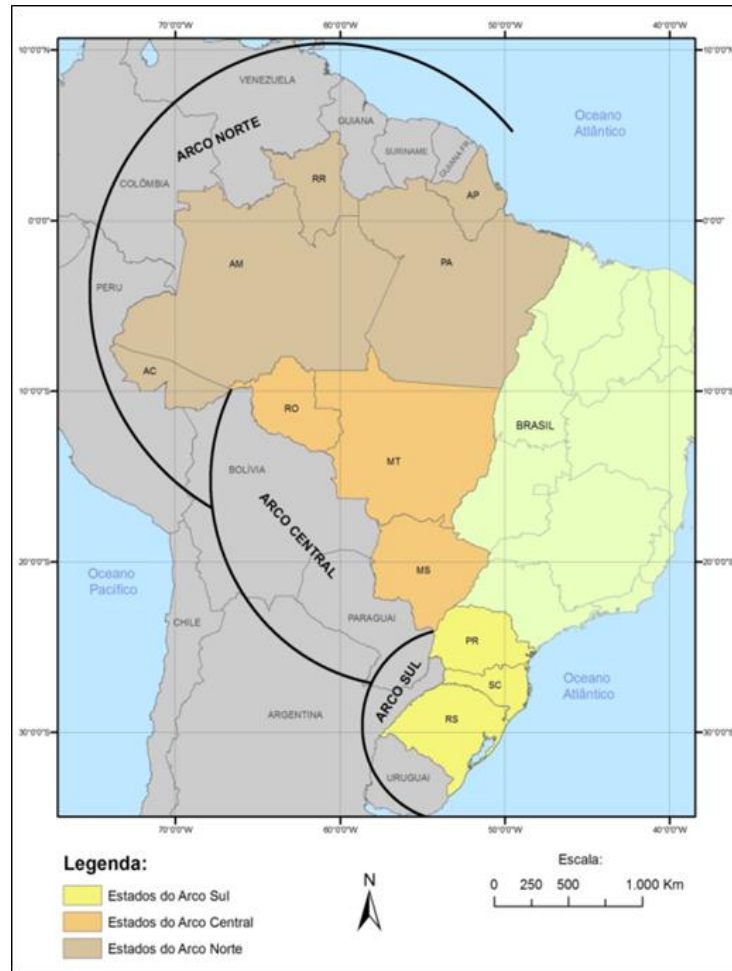 70°0'0"W 60°0'0"W 50°0'0"W 40°0'0"W
10°0'0"N 10°0'0"N
VENEZUELA
Oceano
Atlântico
GUIANA
ARCO NORTE
SURINAME
GUIANA FR.
COLÔMBIA
RR
AP
0°0'0" 0°0'0"
AM
PA
PERU
AC
10°0'0"S 10°0'0"S
RO
BRASIL
MT
BOLÍVIA
ARCO CENTRAL
20°0'0"S 20°0'0"S
Oceano
Pacífico
MS
PARAGUAI
CHILE
PR
ARCO SUL
SC
Oceano
Atlântico
ARGENTINA
RS
30°0'0"S 30°0'0"S
URUGUAI
70°0'0"W 60°0'0"W 50°0'0"W 40°0'0"W
Legenda:
Estados do Arco Sul
Estados do Arco Central
Estados do Arco Norte
N
Escala:
0 250 500 1.000 Km